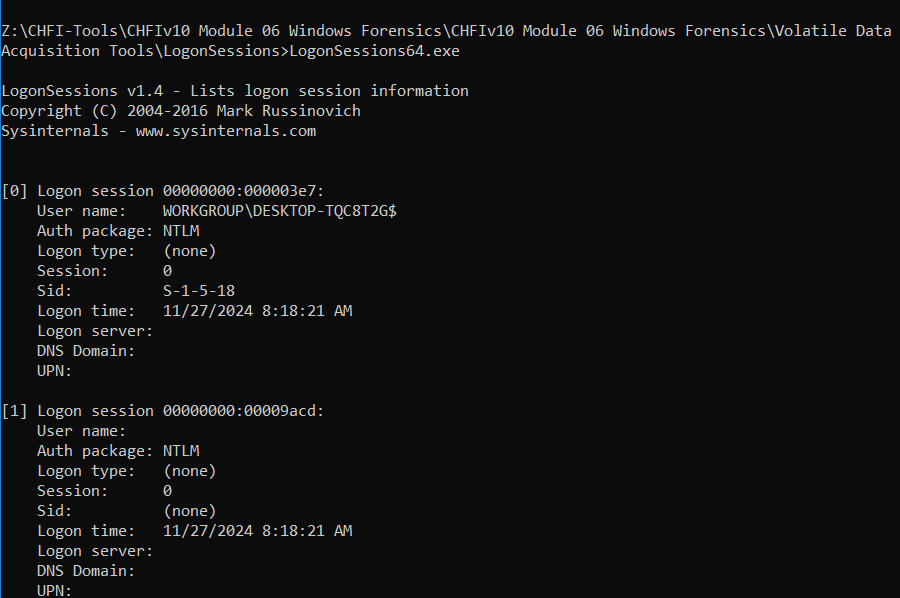 Z:\CHFI-Tools\CHFIv10 Module 06 Windows Forensics\CHFIv10 Module 06 Windows Forensics\Volatile Data
Acquisition Tools\LogonSessions>LogonSessions64.exe
LogonSessions v1.4 - Lists logon session information
Copyright (C) 2004-2016 Mark Russinovich
Sysinternals - www.sysinternals.com
[0] Logon session 00000000:000003e7:
User name: WORKGROUP\DESKTOP-TQC8T2G$
Auth package: NTLM
Logon type: (none)
Session: 0
Sid: S-1-5-18
Logon time: 11/27/2024 8:18:21 AM
Logon server:
DNS Domain:
UPN:
[1] Logon session 00000000:00009acd:
User name:
Auth package: NTLM
Logon type: (none)
Session: 0
Sid: (none)
Logon time: 11/27/2024 8:18:21 AM
Logon server:
DNS Domain:
UPN: